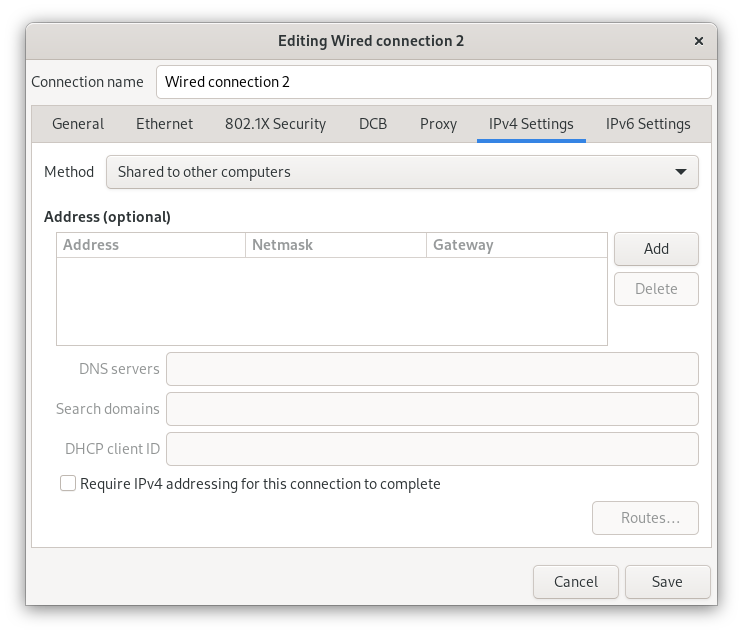 Editing Wired connection 2
Connection name Wired connection 2
General Ethernet 802.1X Security DCB Proxy IPv4 Settings IPv6 Settings
Method Shared to other computers
Address (optional)
Address Netmask Gateway Add
Delete
DNS servers
Search domains
DHCP client ID
Require IPv4 addressing for this connection to complete
Routes…
Cancel Save